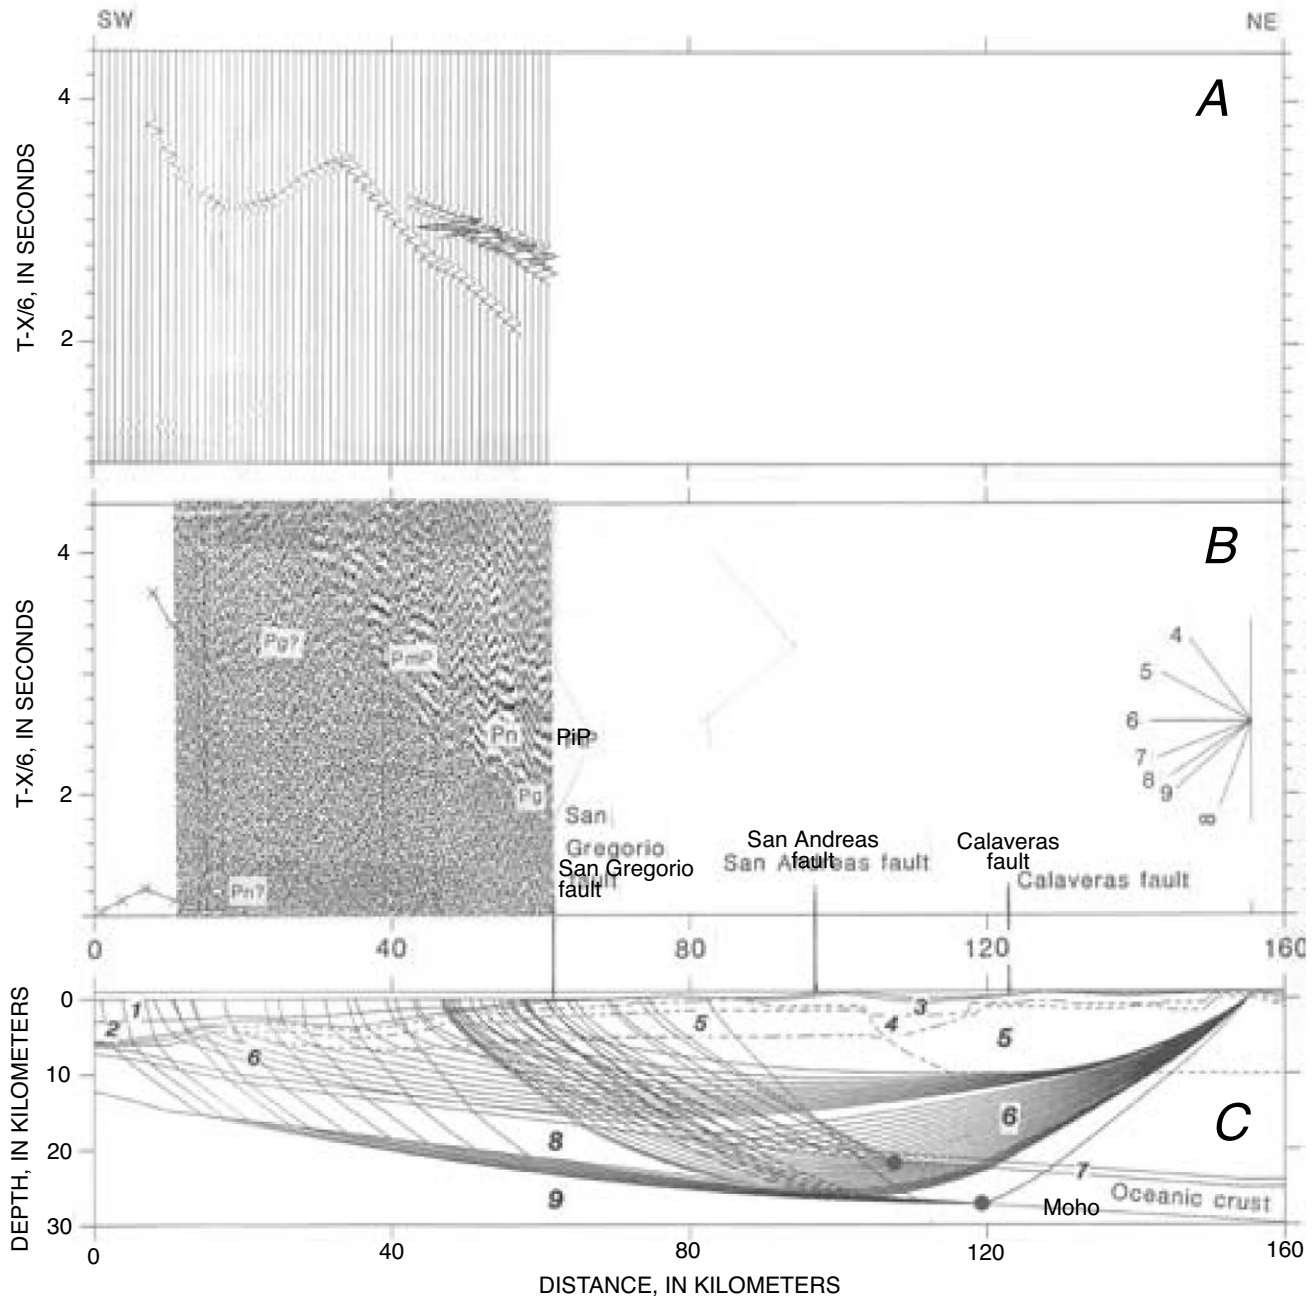 SW NE
A
4
T-X/6, IN SECONDS
2
B
4
Pg?
PmP
4
5
T-X/6, IN SECONDS
Pn
PiP
6
7
8
9
∞
2
Pg
San
Gregorio
fault
San Andreas
fault
San Andreas fault
San Gregorio
fault
Calaveras
fault
Calaveras fault
Pn?
0 40 80 120 160
0
1
2
3
4
5
5
6
10
DEPTH, IN KILOMETERS
6
C
8
20
7
9
Oceanic crust
Moho
30
0 40 80 120 160
DISTANCE, IN KILOMETERS